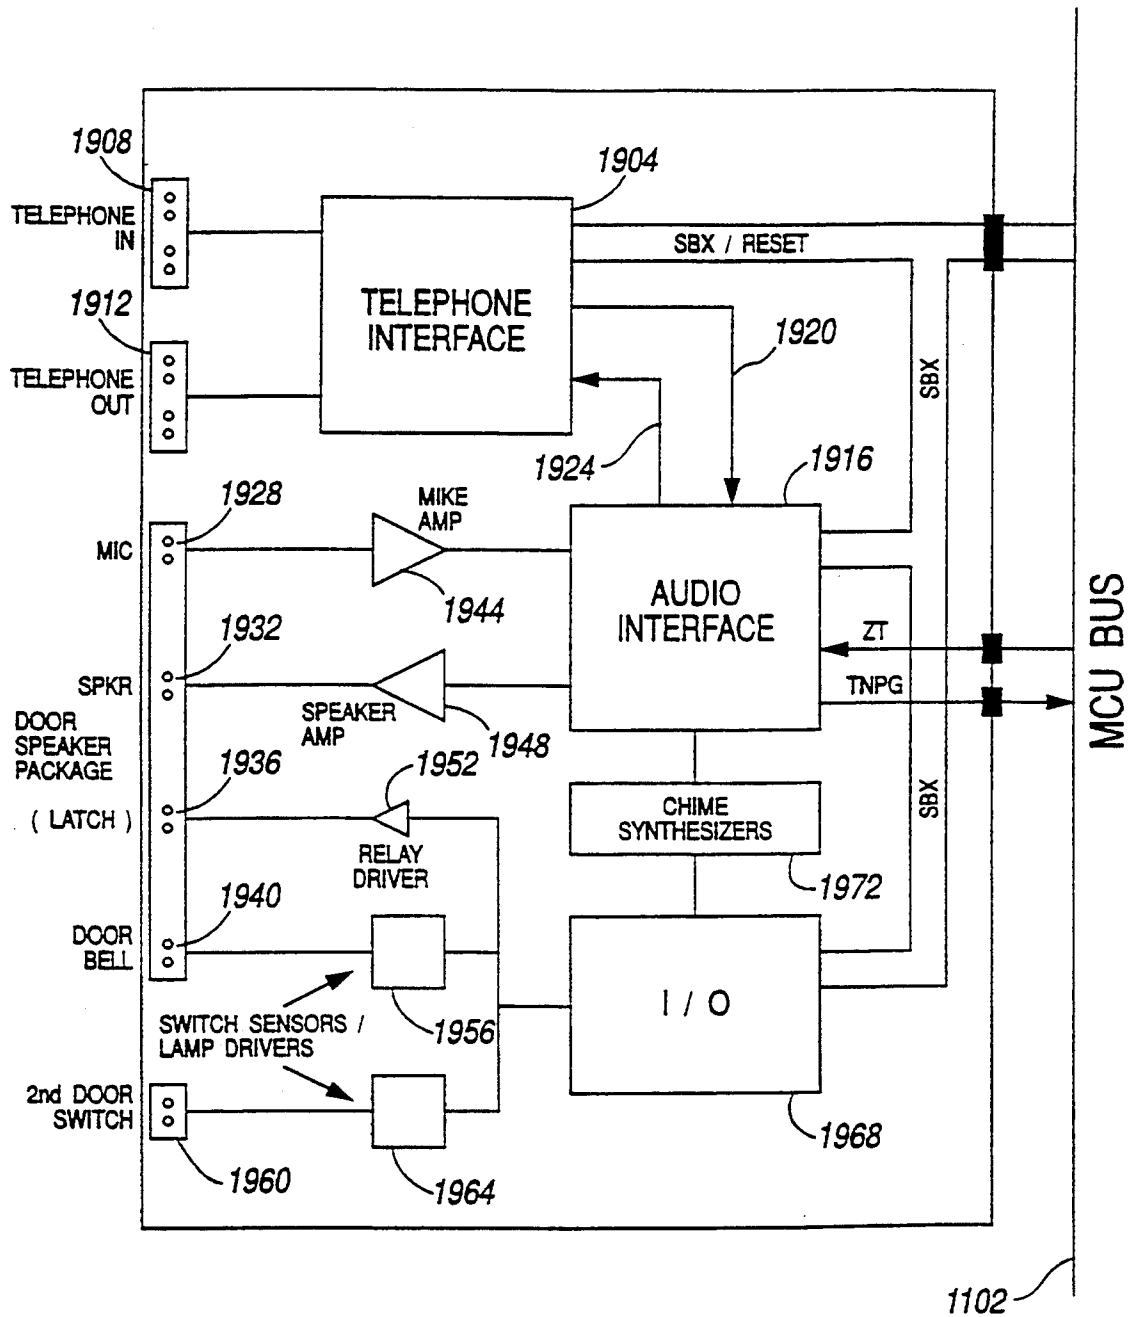 1908
1904
TELEPHONE
IN
SBX / RESET
1912
TELEPHONE
INTERFACE
1920
TELEPHONE
OUT
SBX
1924
1916
1928
MIKE
AMP
MIC
1944
AUDIO
INTERFACE
MCU BUS
1932
ZT
SPKR
TNPG
SPEAKER
AMP
1948
DOOR
SPEAKER
PACKAGE
1936
1952
( LATCH )
CHIME
SYNTHESIZERS
SBX
RELAY
DRIVER
1972
1940
DOOR
BELL
I / O
SWITCH SENSORS /
LAMP DRIVERS
1956
2nd DOOR
SWITCH
1968
1960
1964
1102